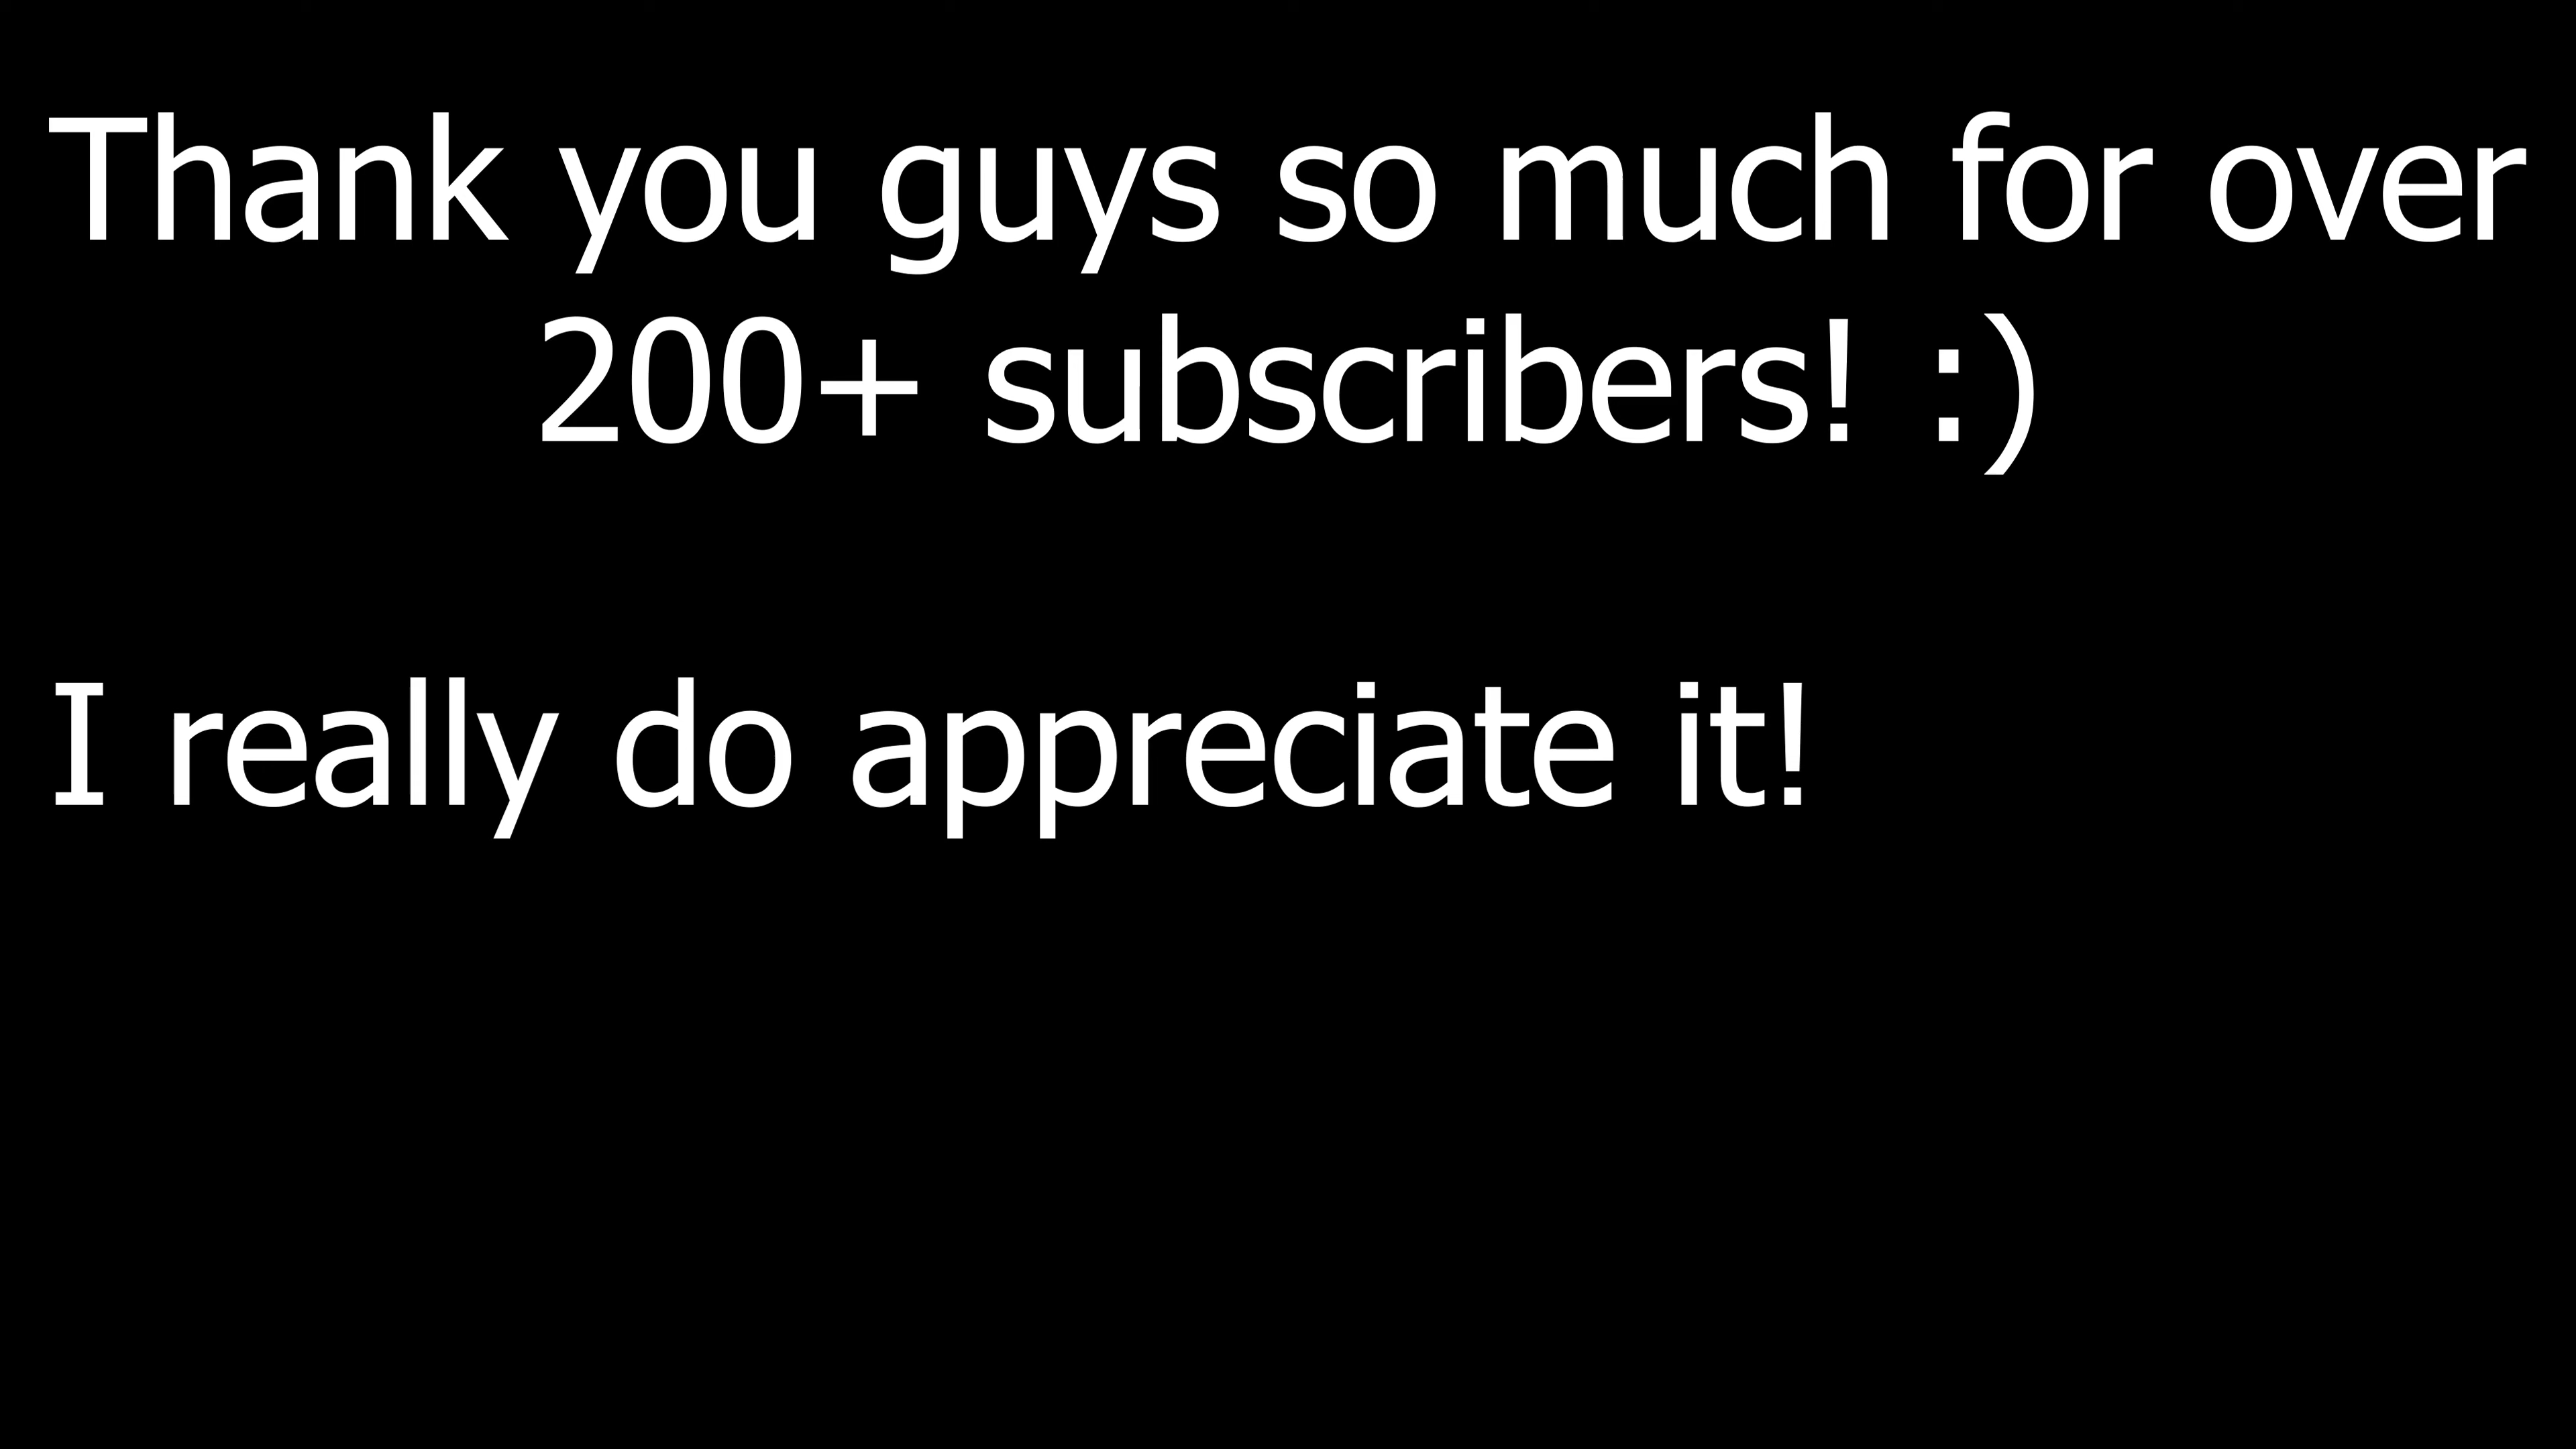 Thank you guys so much for over
200+ subscribers! :)
I really do appreciate it!